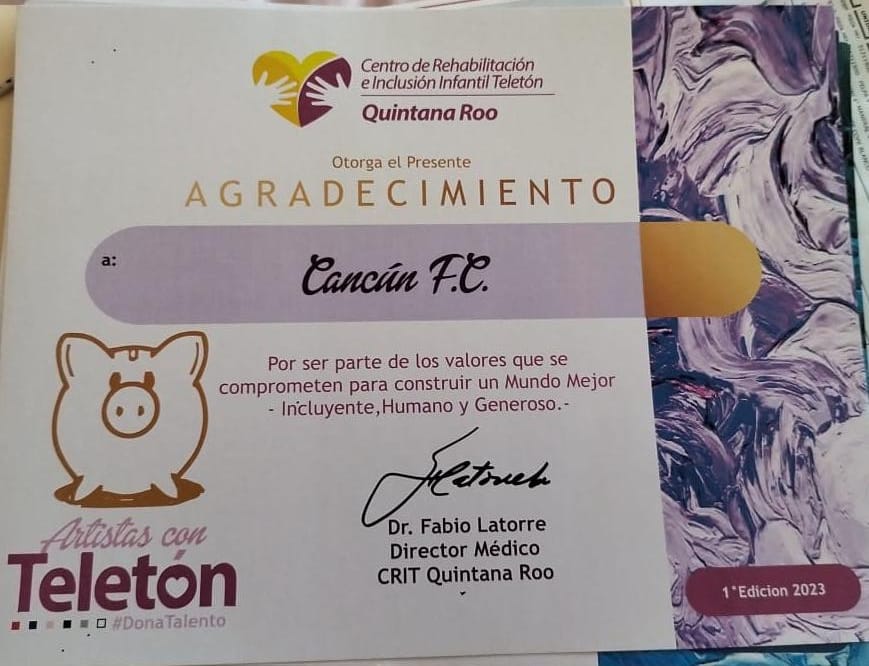 Centro de Rehabilitación
e Inclusión Infantil Teletón
Quintana Roo
Otorga el Presente
AGRADECIMIENTO
a:
Cancún F.C.
Por ser parte de los valores que se
comprometen para construir un Mundo Mejor
- Incluyente,Humano y Generoso.-
Dr. Fabio Latorre
Director Médico
CRIT Quintana Roo
Artistas con
Teletón
#DonaTalento
1°Edicion 2023